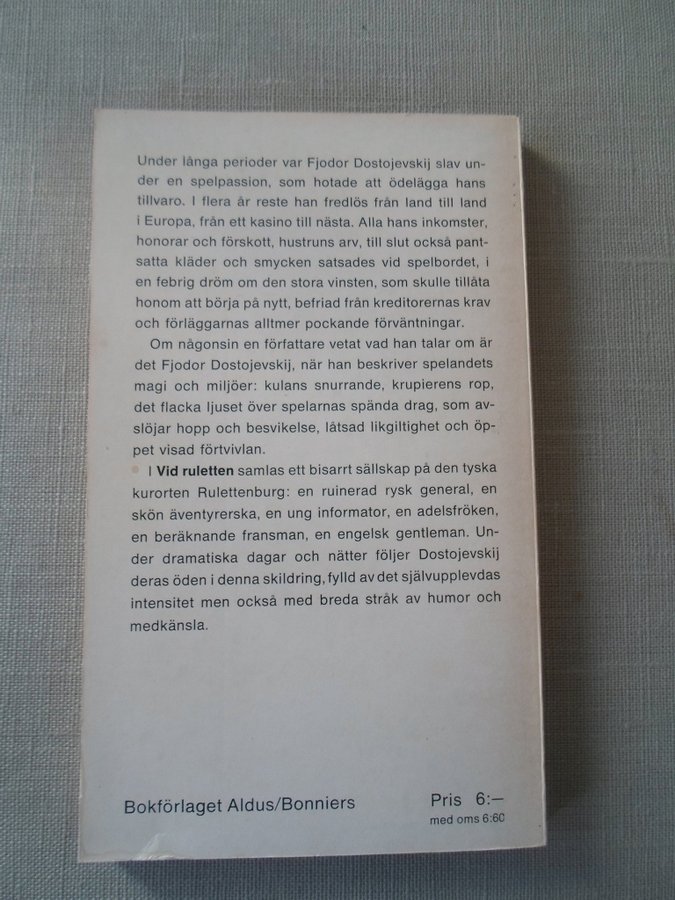 Under långa perioder var Fjodor Dostojevskij slav un-
der en spelpassion, som hotade att ödelägga hans
tillvaro. I flera år reste han fredlös från land till land
i Europa, från ett kasino till nästa. Alla hans inkomster,
honorar och förskott, hustruns arv, till slut också pant-
satta kläder och smycken satsades vid spelbordet, i
en febrig dröm om den stora vinsten, som skulle tillåta
honom att börja på nytt, befriad från kreditorernas krav
och förläggarnas alltmer pockande förväntningar.
Om någonsin en författare vetat vad han talar om är
det Fjodor Dostojevskij, när han beskriver spelandets
magi och miljöer: kulans snurrande, krupierens rop,
det flacka ljuset över spelarnas spända drag, som av-
slöjar hopp och besvikelse, låtsad likgiltighet och öp-
pet visad förtvivlan.
I Vid ruletten samlas ett bisarrt sällskap på den tyska
kurorten Rulettenburg: en ruinerad rysk general, en
skön äventyrerska, en ung informator, en adelsfröken,
en beräknande fransman, en engelsk gentleman. Un-
der dramatiska dagar och nätter följer Dostojevskij
deras öden i denna skildring, fylld av det självupplevdas
intensitet men också med breda stråk av humor och
medkänsla.
Bokförlaget Aldus/Bonniers
Pris 6:—
med oms 6:60